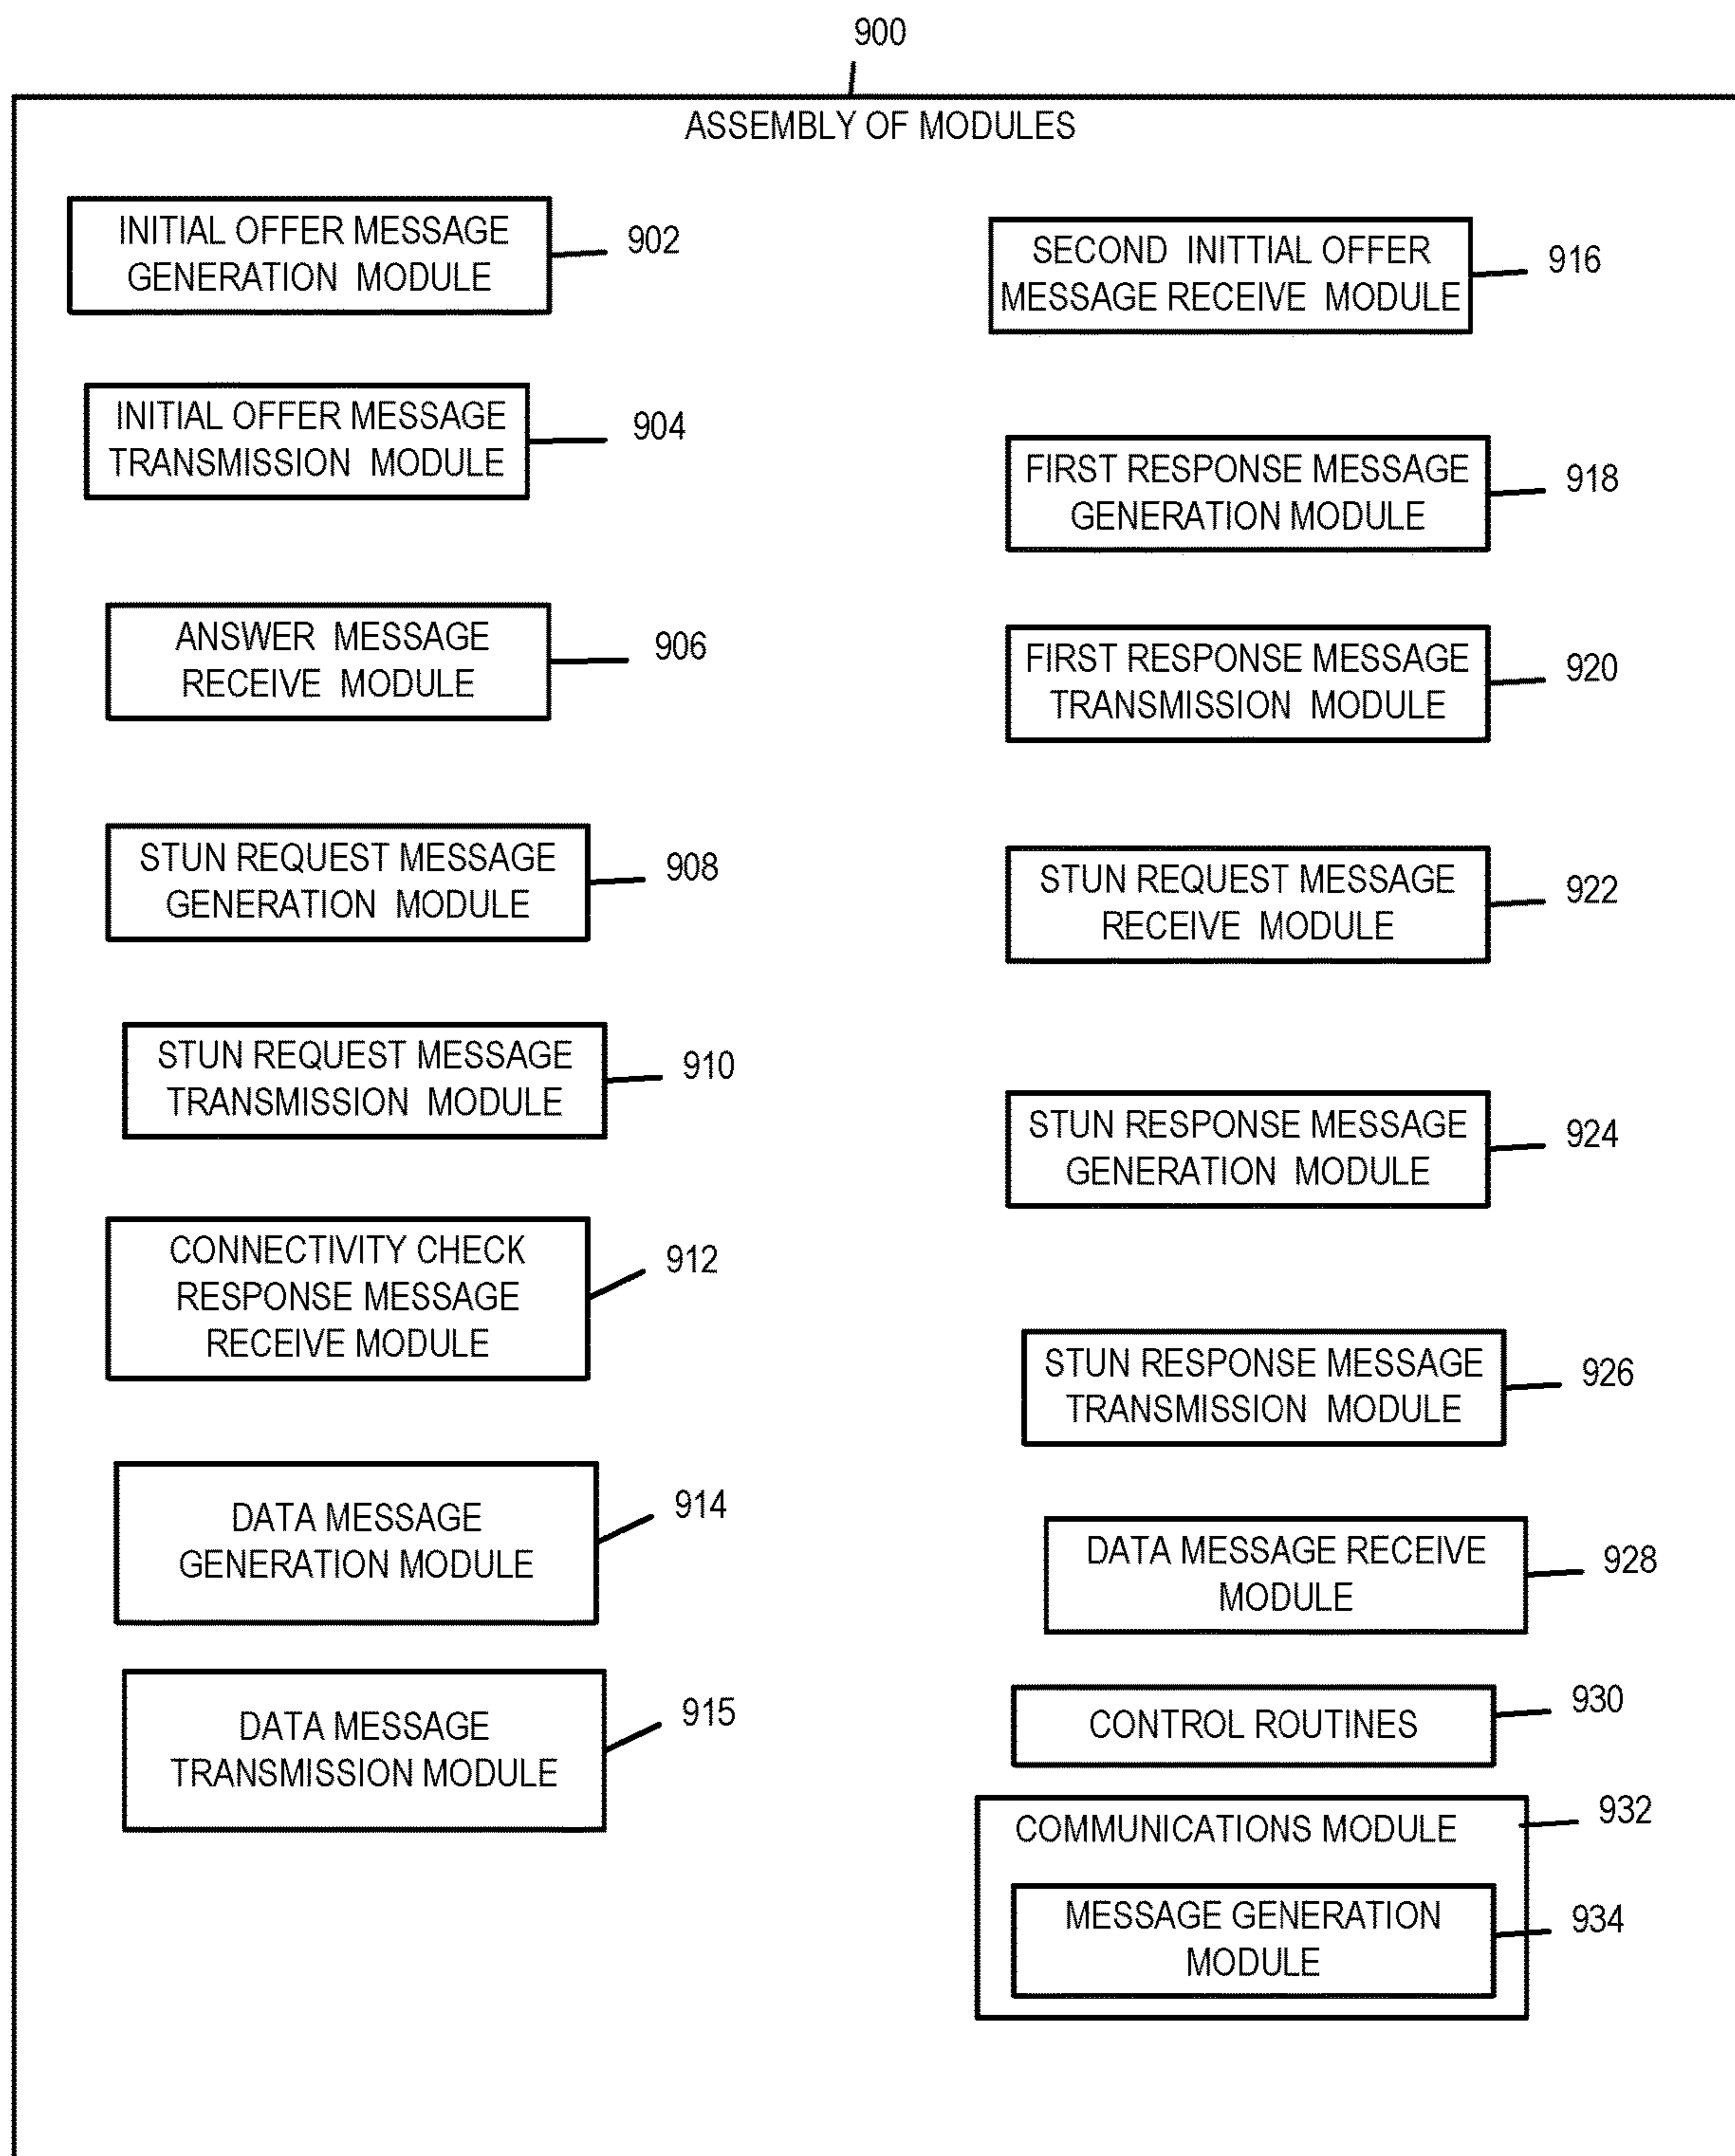 900
ASSEMBLY OF MODULES
INITIAL OFFER MESSAGE
GENERATION MODULE
902
INITIAL OFFER MESSAGE
TRANSMISSION MODULE
904
ANSWER MESSAGE
RECEIVE MODULE
906
STUN REQUEST MESSAGE
GENERATION MODULE
908
STUN REQUEST MESSAGE
TRANSMISSION MODULE
910
CONNECTIVITY CHECK
RESPONSE MESSAGE
RECEIVE MODULE
912
DATA MESSAGE
GENERATION MODULE
914
DATA MESSAGE
TRANSMISSION MODULE
915
SECOND INITTIAL OFFER
MESSAGE RECEIVE MODULE
916
FIRST RESPONSE MESSAGE
GENERATION MODULE
918
FIRST RESPONSE MESSAGE
TRANSMISSION MODULE
920
STUN REQUEST MESSAGE
RECEIVE MODULE
922
STUN RESPONSE MESSAGE
GENERATION MODULE
924
STUN RESPONSE MESSAGE
TRANSMISSION MODULE
926
DATA MESSAGE RECEIVE
MODULE
928
CONTROL ROUTINES
930
COMMUNICATIONS MODULE
932
MESSAGE GENERATION
MODULE
934